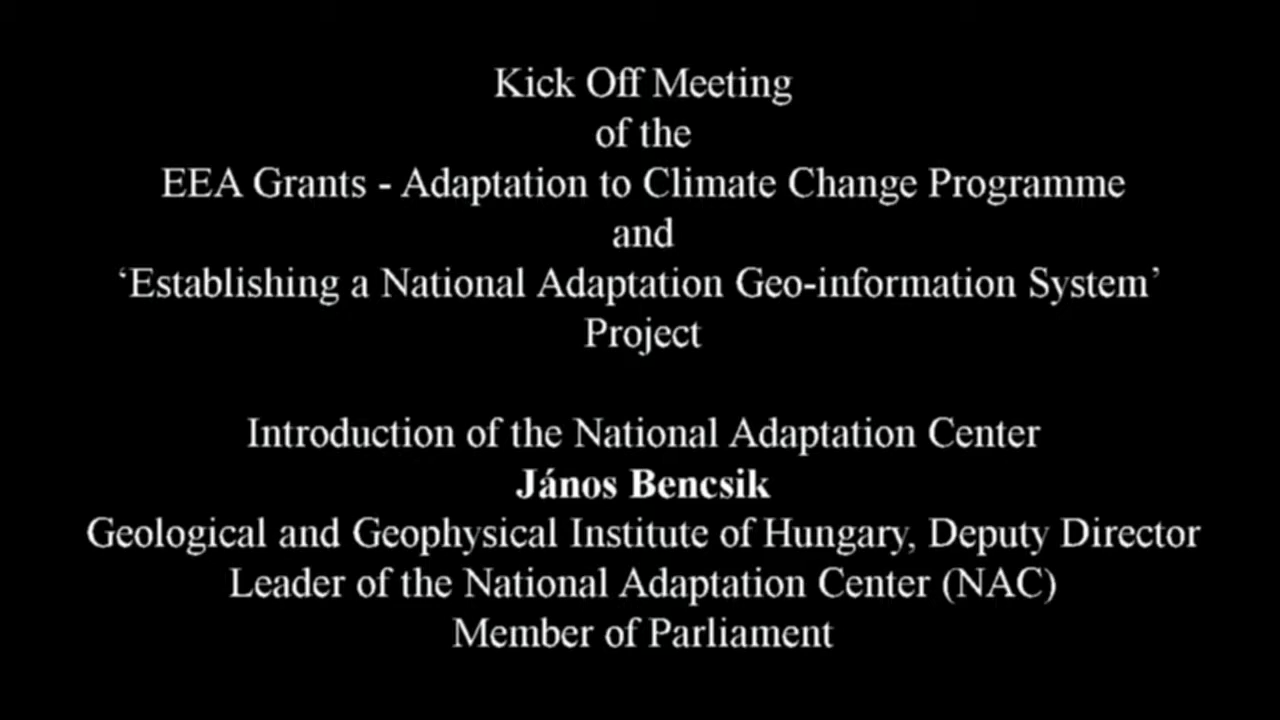 Kick Off Meeting
of the
EEA Grants - Adaptation to Climate Change Programme
and
‘Establishing a National Adaptation Geo-information System’
Project
Introduction of the National Adaptation Center
János Bencsik
Geological and Geophysical Institute of Hungary, Deputy Director
Leader of the National Adaptation Center (NAC)
Member of Parliament